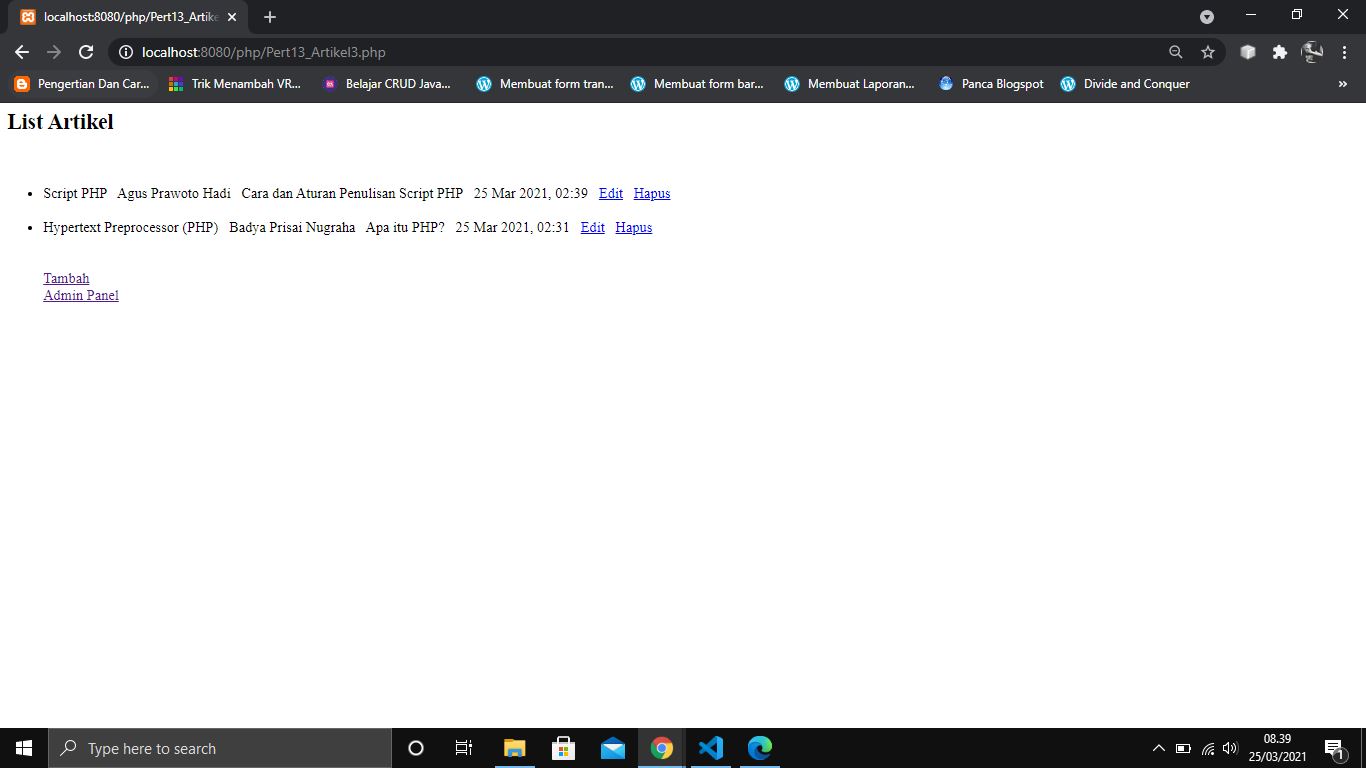 localhost:8080/php/Pert13_Artike
localhost:8080/php/Pert13_Artikel3.php
Pengertian Dan Car... Trik Menambah VR... Belajar CRUD Java... Membuat form tran... Membuat form bar... Membuat Laporan... Panca Blogspot Divide and Conquer »
List Artikel
• Script PHP Agus Prawoto Hadi Cara dan Aturan Penulisan Script PHP 25 Mar 2021, 02:39 Edit Hapus
• Hypertext Preprocessor (PHP) Badya Prisai Nugraha Apa itu PHP? 25 Mar 2021, 02:31 Edit Hapus
Tambah
Admin Panel
Type here to search
08.39
25/03/2021
1